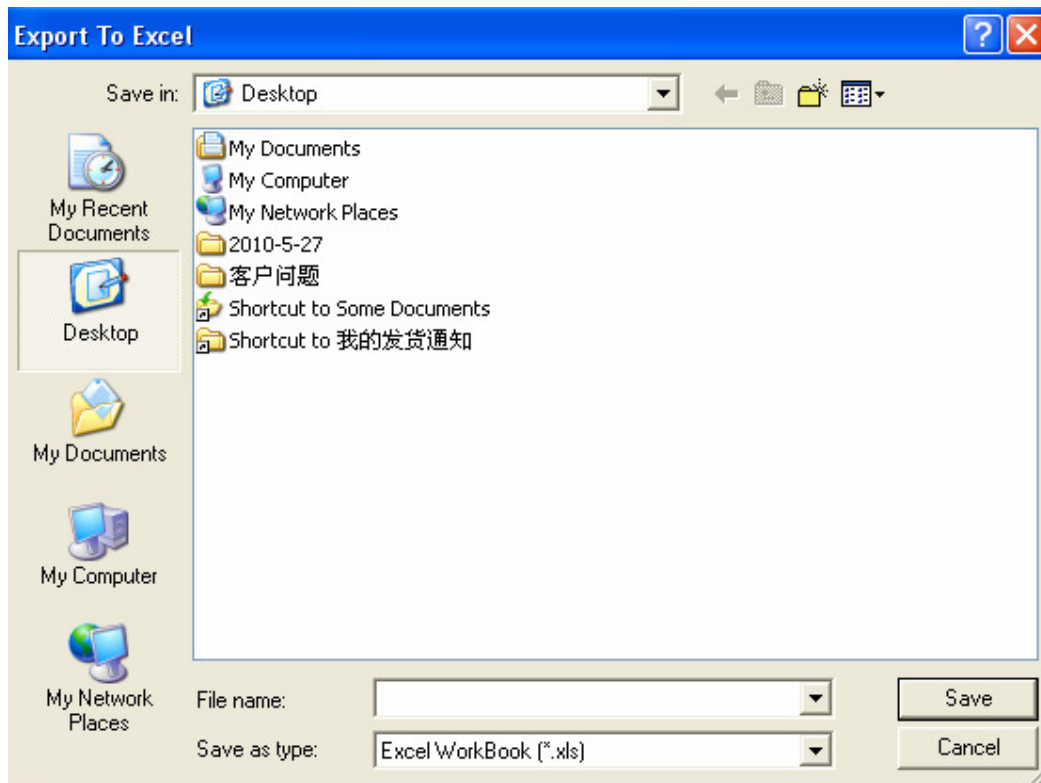 Export To Excel
Save in:
Desktop
My Recent
Documents
Desktop
My Documents
My Computer
My Network
Places
My Documents
My Computer
My Network Places
2010-5-27
客户问题
Shortcut to Some Documents
Shortcut to 我的发货通知
File name:
Save
Save as type:
Excel WorkBook (*.xls)
Cancel